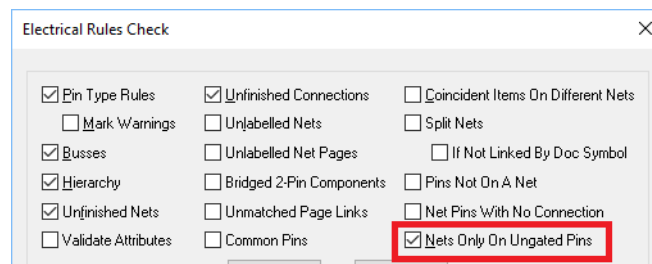 Electrical Rules Check
Pin Type Rules
Mark Warnings
Busses
Hierarchy
Unfinished Nets
Validate Attributes
Unfinished Connections
Unlabelled Nets
Unlabelled Net Pages
Bridged 2-Pin Components
Unmatched Page Links
Common Pins
Coincident Items On Different Nets
Split Nets
If Not Linked By Doc Symbol
Pins Not On A Net
Net Pins With No Connection
Nets Only On Ungated Pins